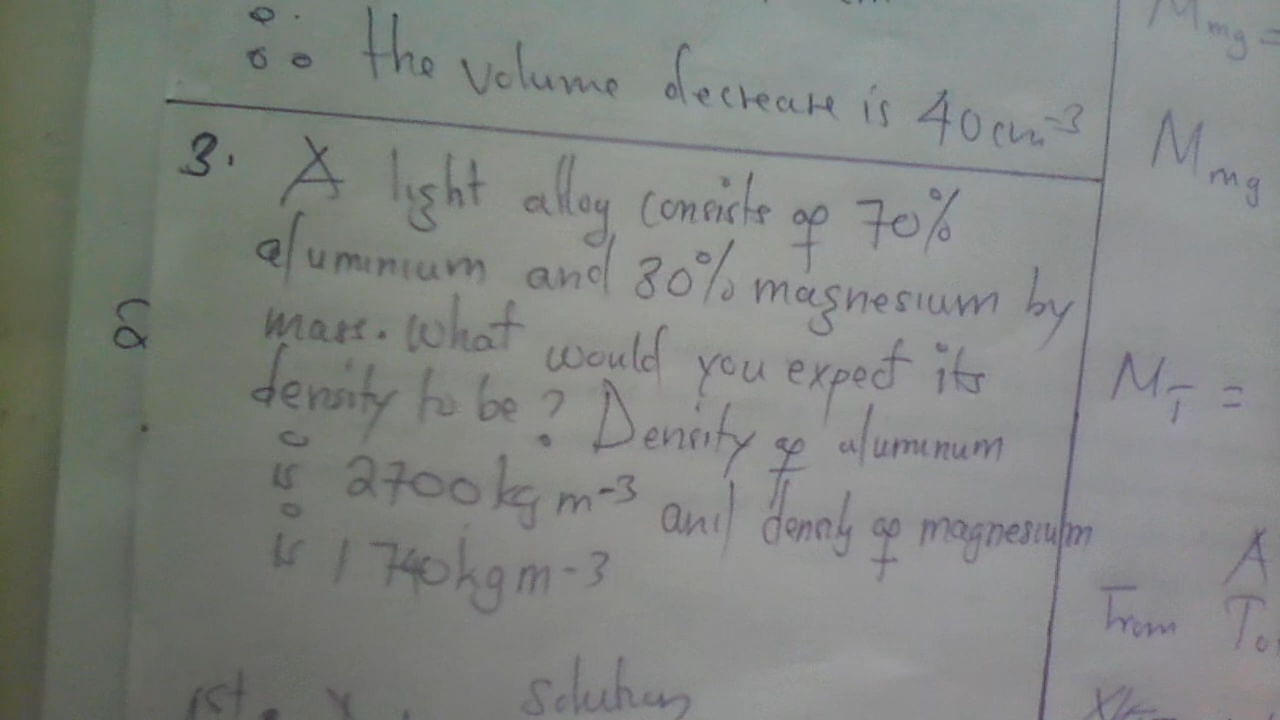 ∴ the volume decrease is 40cm⁻³
3. A light alloy consists of 70%
aluminium and 30% magnesium by
mass. What would you expect its
density to be? Density of aluminum
is 2700kg m⁻³ and density of magnesium
is 1740kgm-3
Solution
Mmg =
Mmg
M_T =
A
From